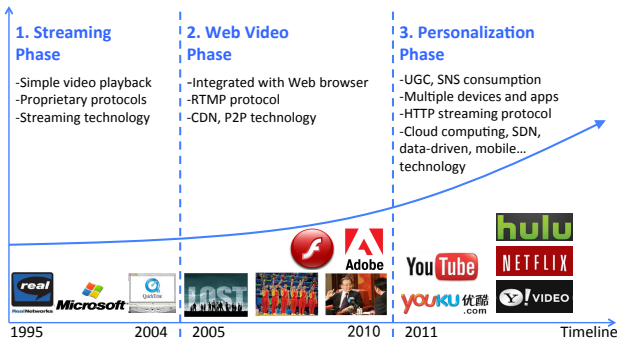 1. Streaming
Phase
-Simple video playback
-Proprietary protocols
-Streaming technology
2. Web Video
Phase
-Integrated with Web browser
-RTMP protocol
-CDN, P2P technology
3. Personalization
Phase
-UGC, SNS consumption
-Multiple devices and apps
-HTTP streaming protocol
-Cloud computing, SDN,
data-driven, mobile...
technology
real
RealNetworks
Microsoft
QuickTime
LOST
Adobe
You Tube
YOUKU 优酷
.com
hulu
NETFLIX
Y! VIDEO
1995
2004
2005
2010
2011
Timeline